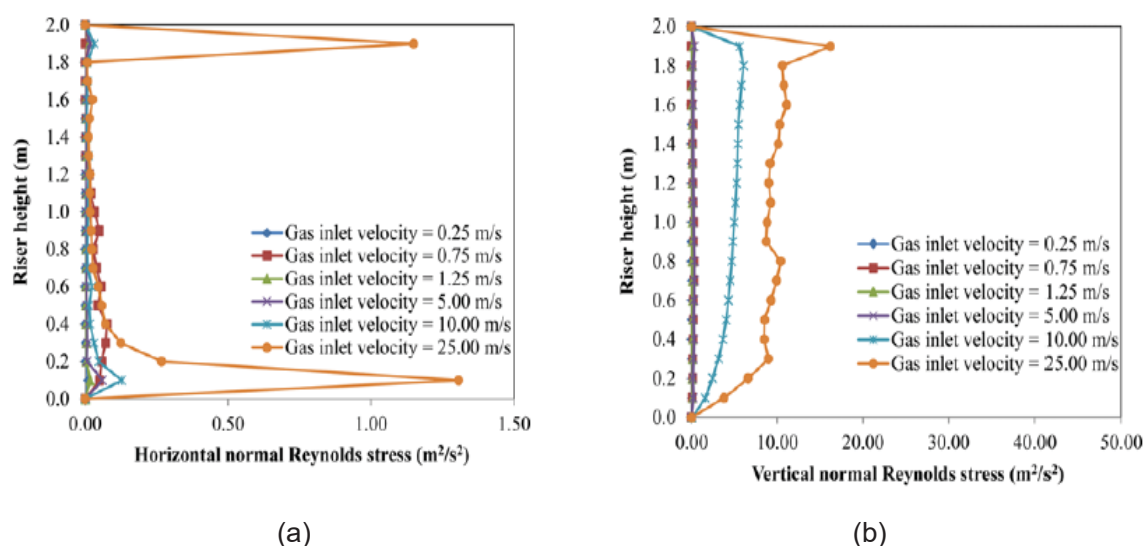 2.0
1.8
1.6
1.4
1.2
1.0
0.8
0.6
0.4
0.2
0.0
Riser height (m)
Gas inlet velocity = 0.25 m/s
Gas inlet velocity = 0.75 m/s
Gas inlet velocity = 1.25 m/s
Gas inlet velocity = 5.00 m/s
Gas inlet velocity = 10.00 m/s
Gas inlet velocity = 25.00 m/s
0.00 0.50 1.00 1.50
Horizontal normal Reynolds stress (m²/s²)
(a)
2.0
1.8
1.6
1.4
1.2
1.0
0.8
0.6
0.4
0.2
0.0
Riser height (m)
Gas inlet velocity = 0.25 m/s
Gas inlet velocity = 0.75 m/s
Gas inlet velocity = 1.25 m/s
Gas inlet velocity = 5.00 m/s
Gas inlet velocity = 10.00 m/s
Gas inlet velocity = 25.00 m/s
0.00 10.00 20.00 30.00 40.00 50.00
Vertical normal Reynolds stress (m²/s²)
(b)